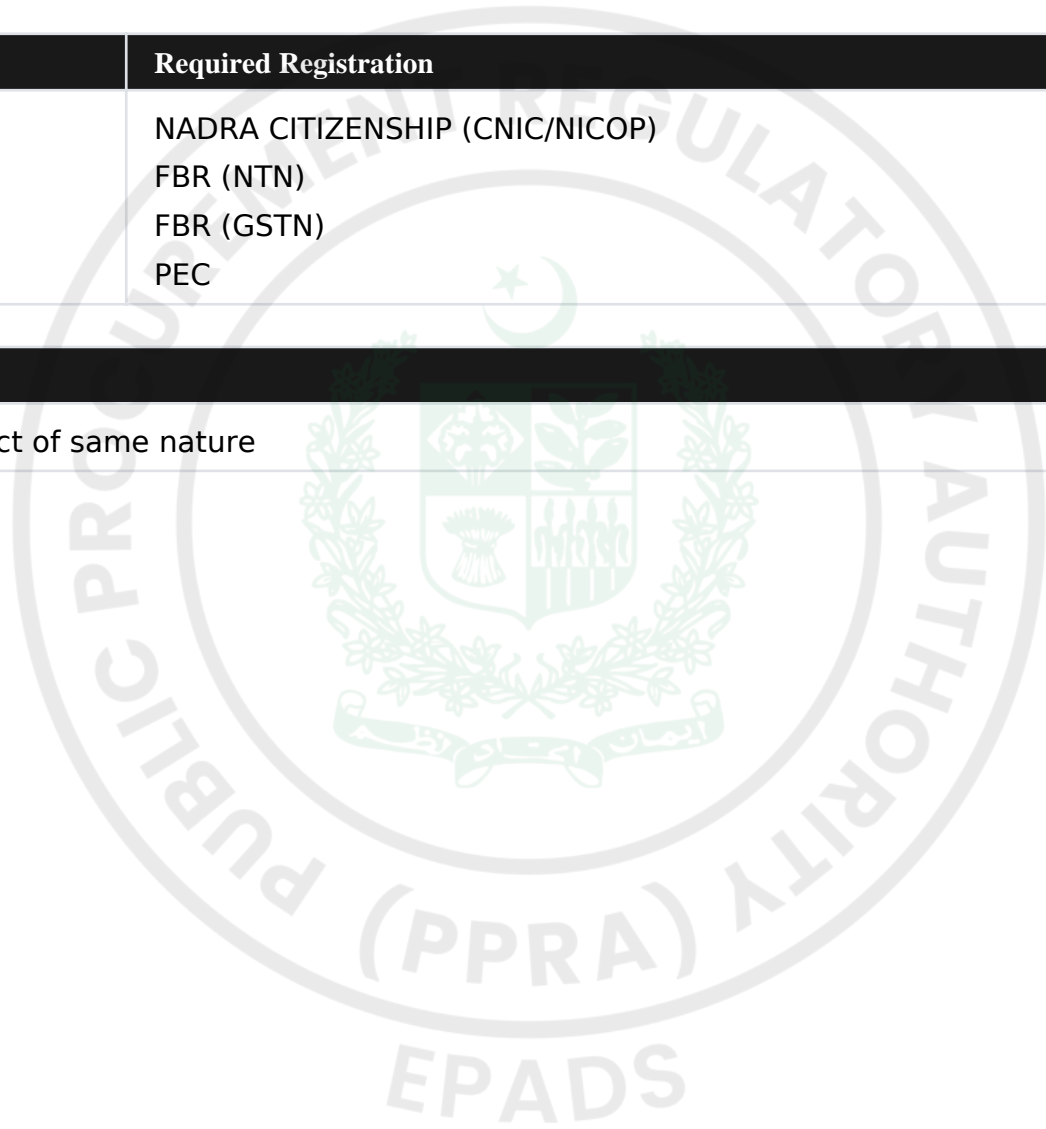 Required Registration
NADRA CITIZENSHIP (CNIC/NICOP)
FBR (NTN)
FBR (GSTN)
PEC
ct of same nature
PUBLIC PROCUREMENT REGULATORY AUTHORITY
(PPRA)
EPADS